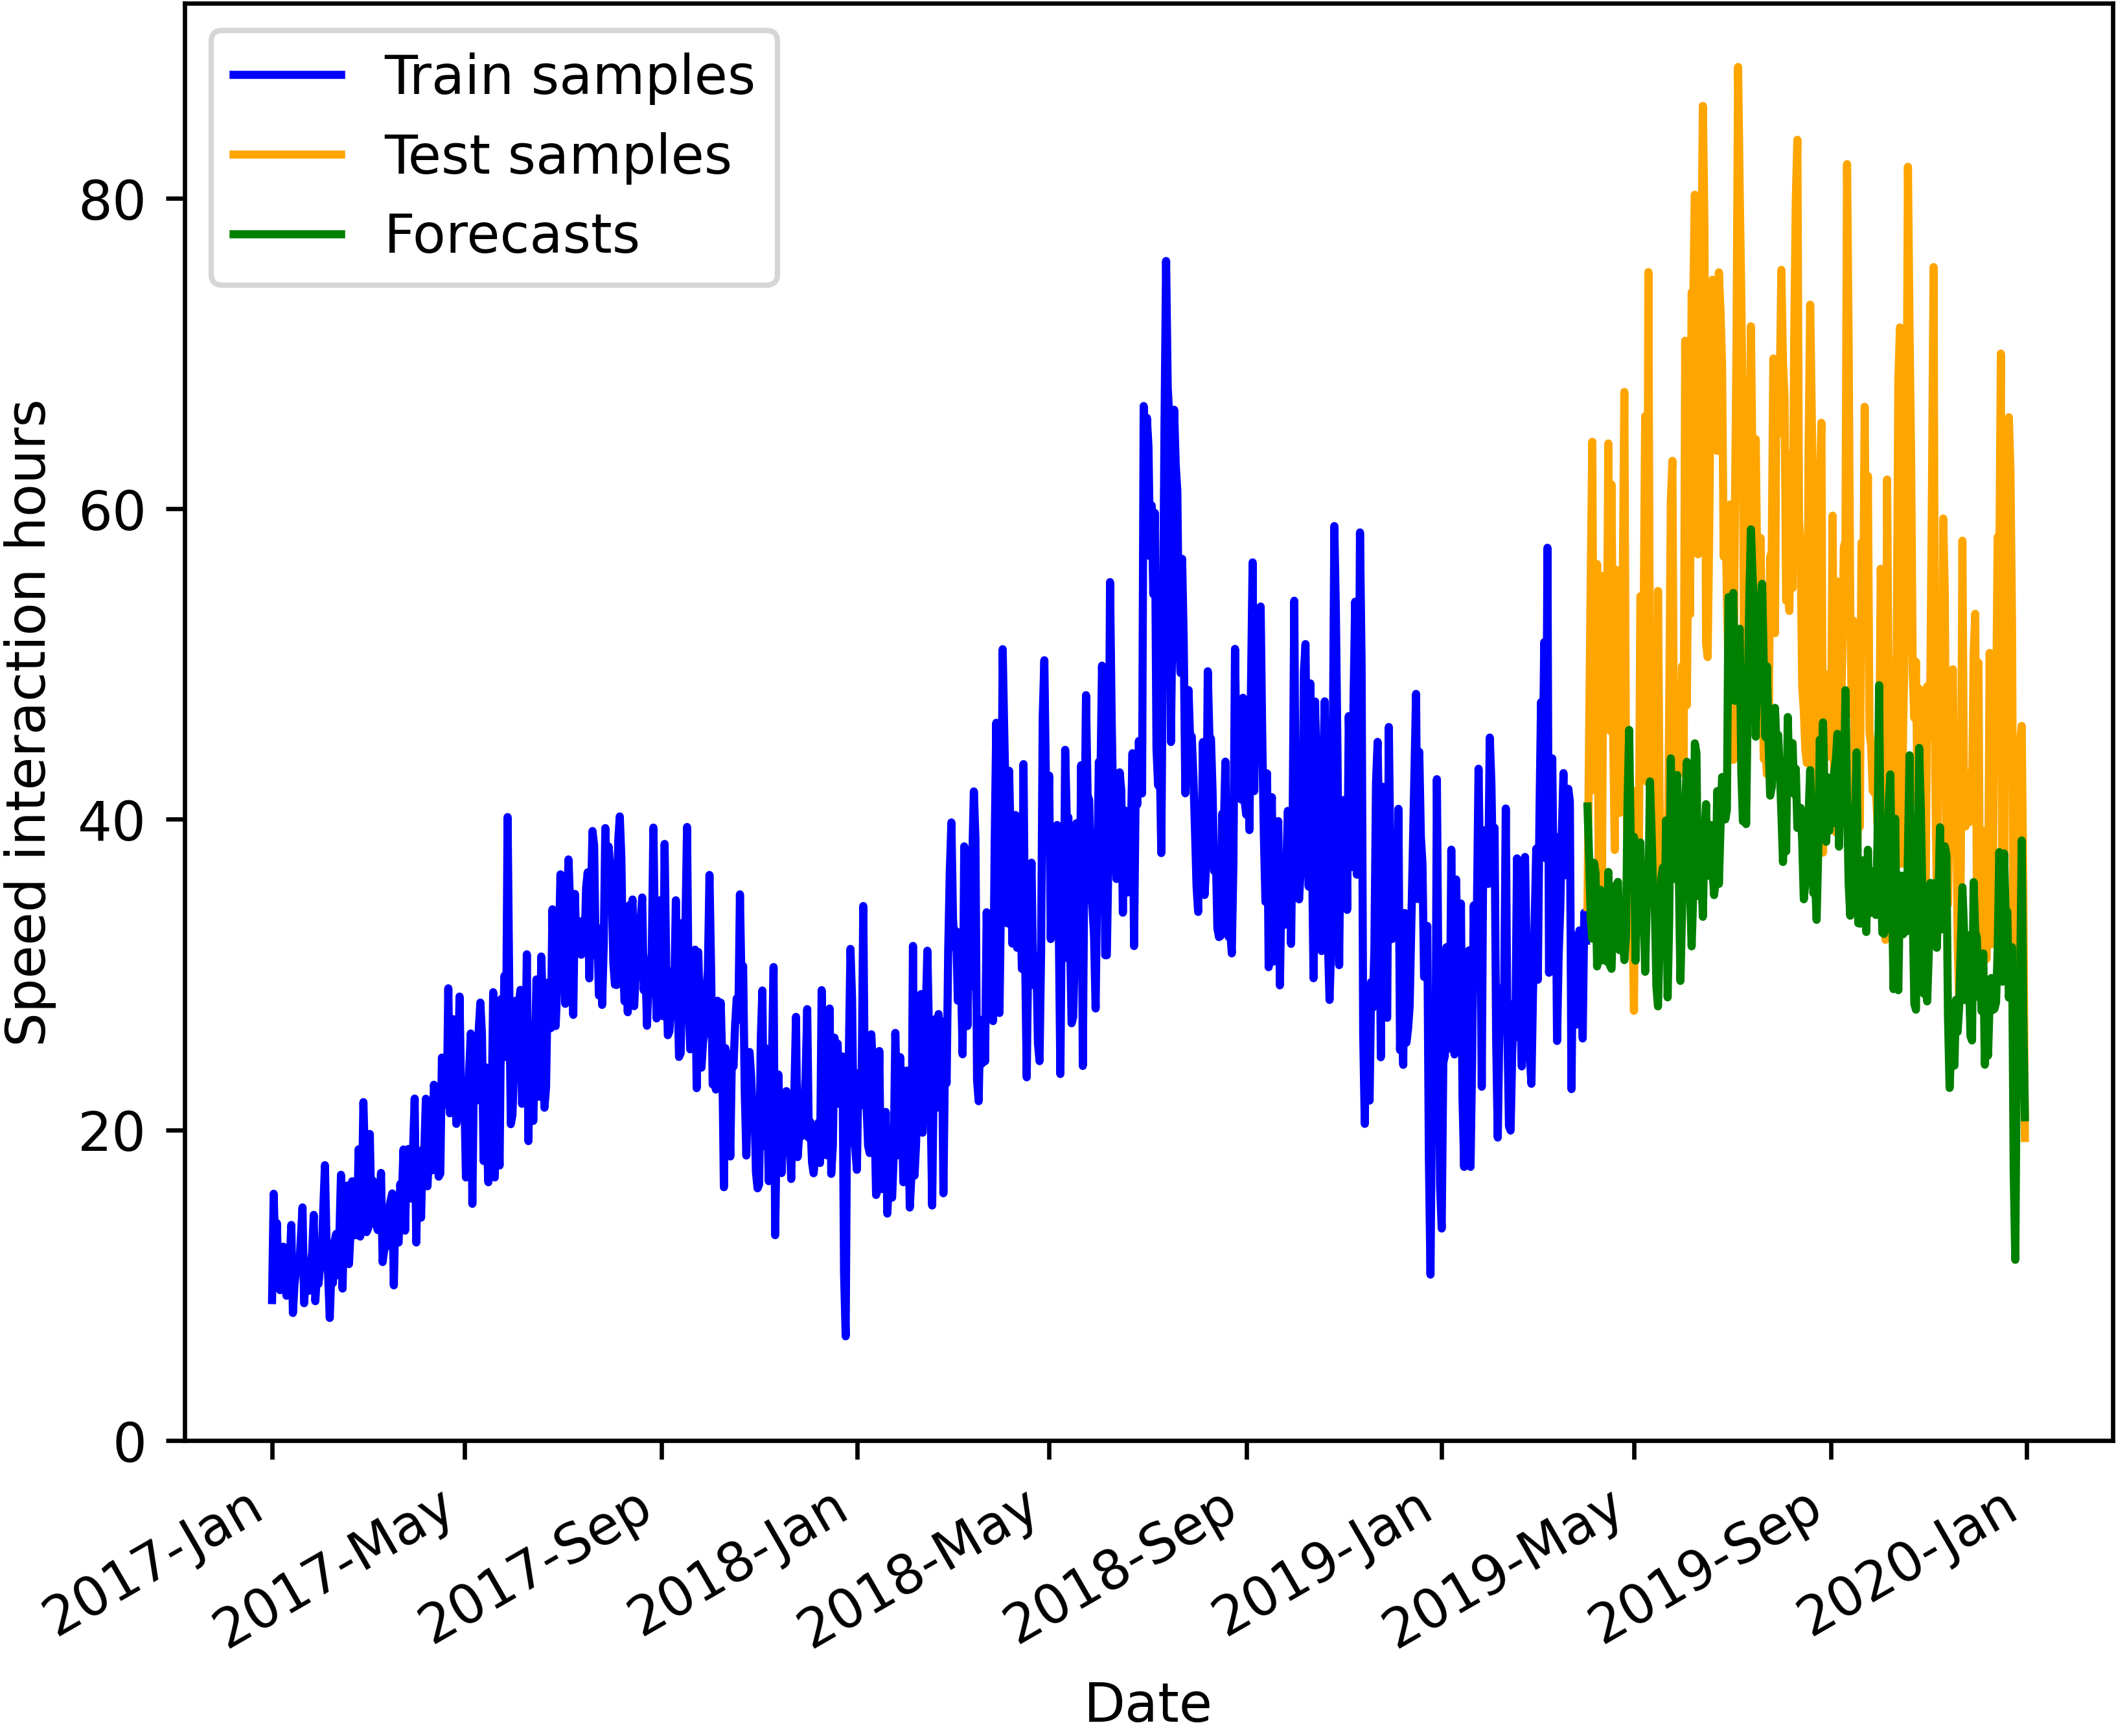 Train samples
Test samples
Forecasts
80
60
40
20
0
Speed interaction hours
2017-Jan
2017-May
2017-Sep
2018-Jan
2018-May
2018-Sep
2019-Jan
2019-May
2019-Sep
2020-Jan
Date